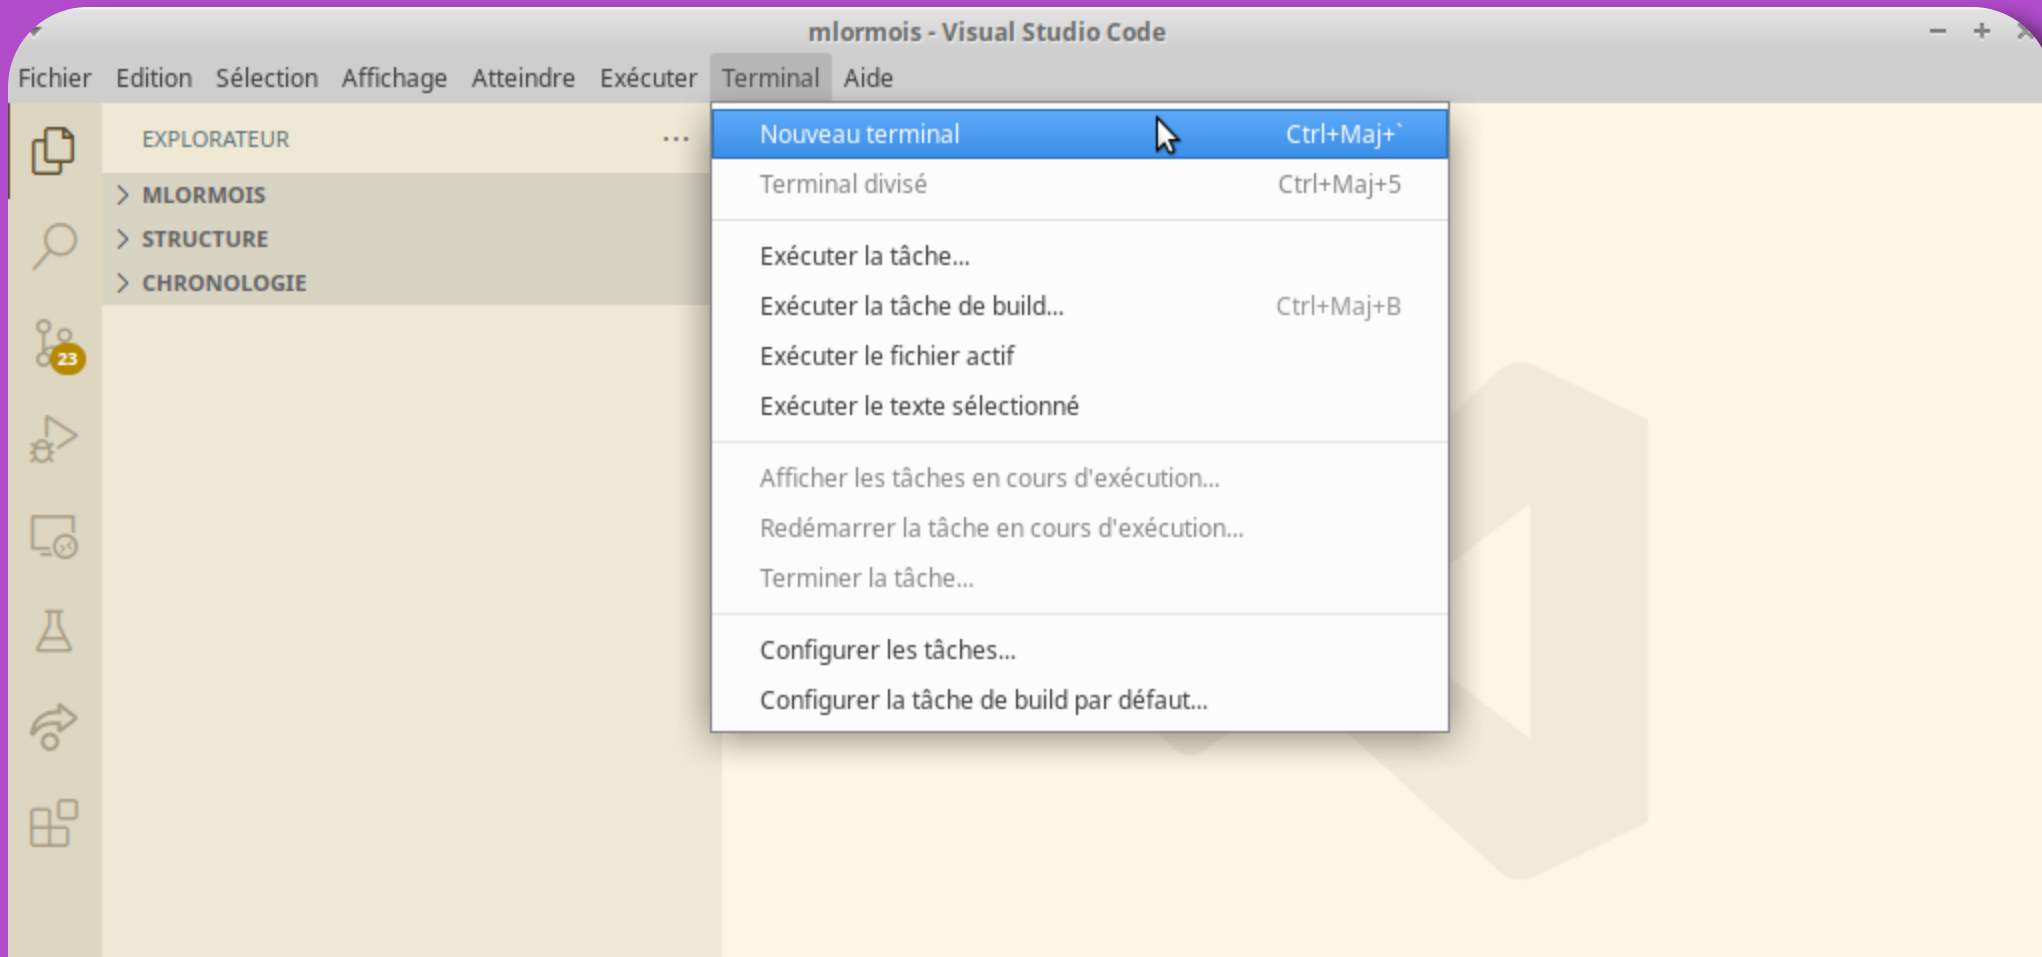 mlormois - Visual Studio Code
Fichier Edition Sélection Affichage Atteindre Exécuter Terminal Aide
EXPLORATEUR ...
MLORMOIS
STRUCTURE
CHRONOLOGIE
23
Nouveau terminal Ctrl+Maj+`
Terminal divisé Ctrl+Maj+5
Exécuter la tâche...
Exécuter la tâche de build... Ctrl+Maj+B
Exécuter le fichier actif
Exécuter le texte sélectionné
Afficher les tâches en cours d'exécution...
Redémarrer la tâche en cours d'exécution...
Terminer la tâche...
Configurer les tâches...
Configurer la tâche de build par défaut...